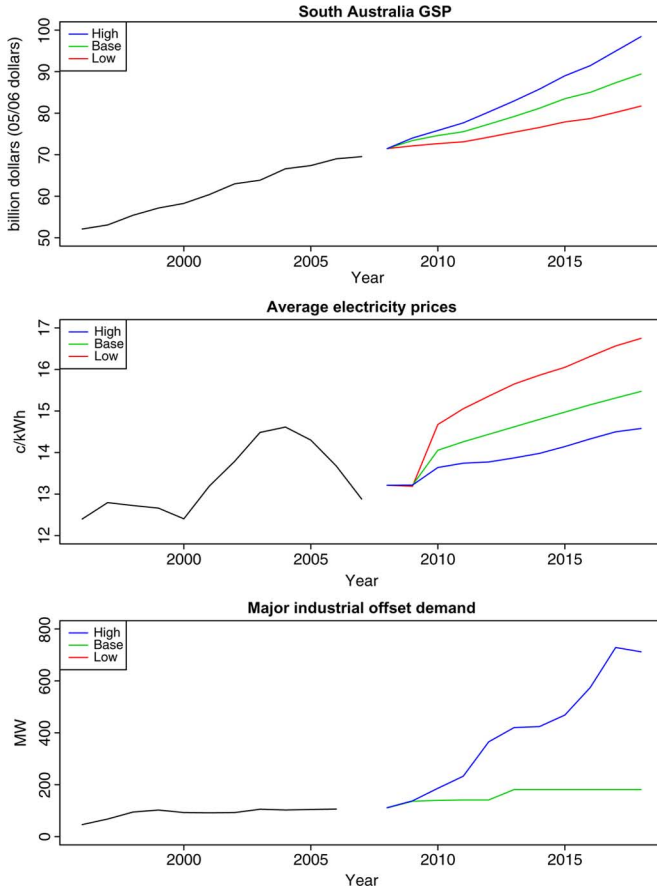 South Australia GSP
billion dollars (05/06 dollars)
100
90
80
70
60
50
High
Base
Low
2000 2005 2010 2015
Year
Average electricity prices
c/kWh
17
16
15
14
13
12
High
Base
Low
2000 2005 2010 2015
Year
Major industrial offset demand
MW
800
600
400
200
0
High
Base
Low
2000 2005 2010 2015
Year